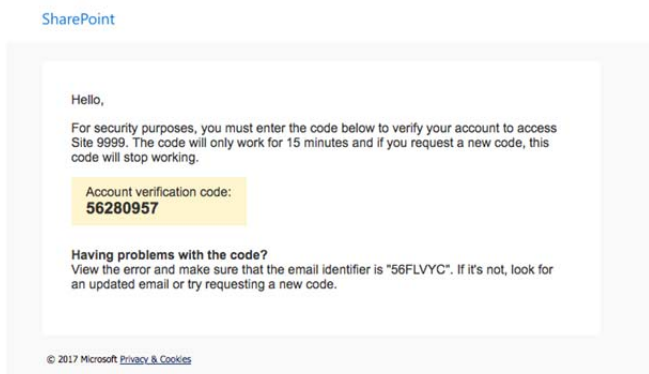 SharePoint
Hello,
For security purposes, you must enter the code below to verify your account to access
Site 9999. The code will only work for 15 minutes and if you request a new code, this
code will stop working.
Account verification code:
56280957
Having problems with the code?
View the error and make sure that the email identifier is "56FLVYC". If it's not, look for
an updated email or try requesting a new code.
© 2017 Microsoft Privacy & Cookies